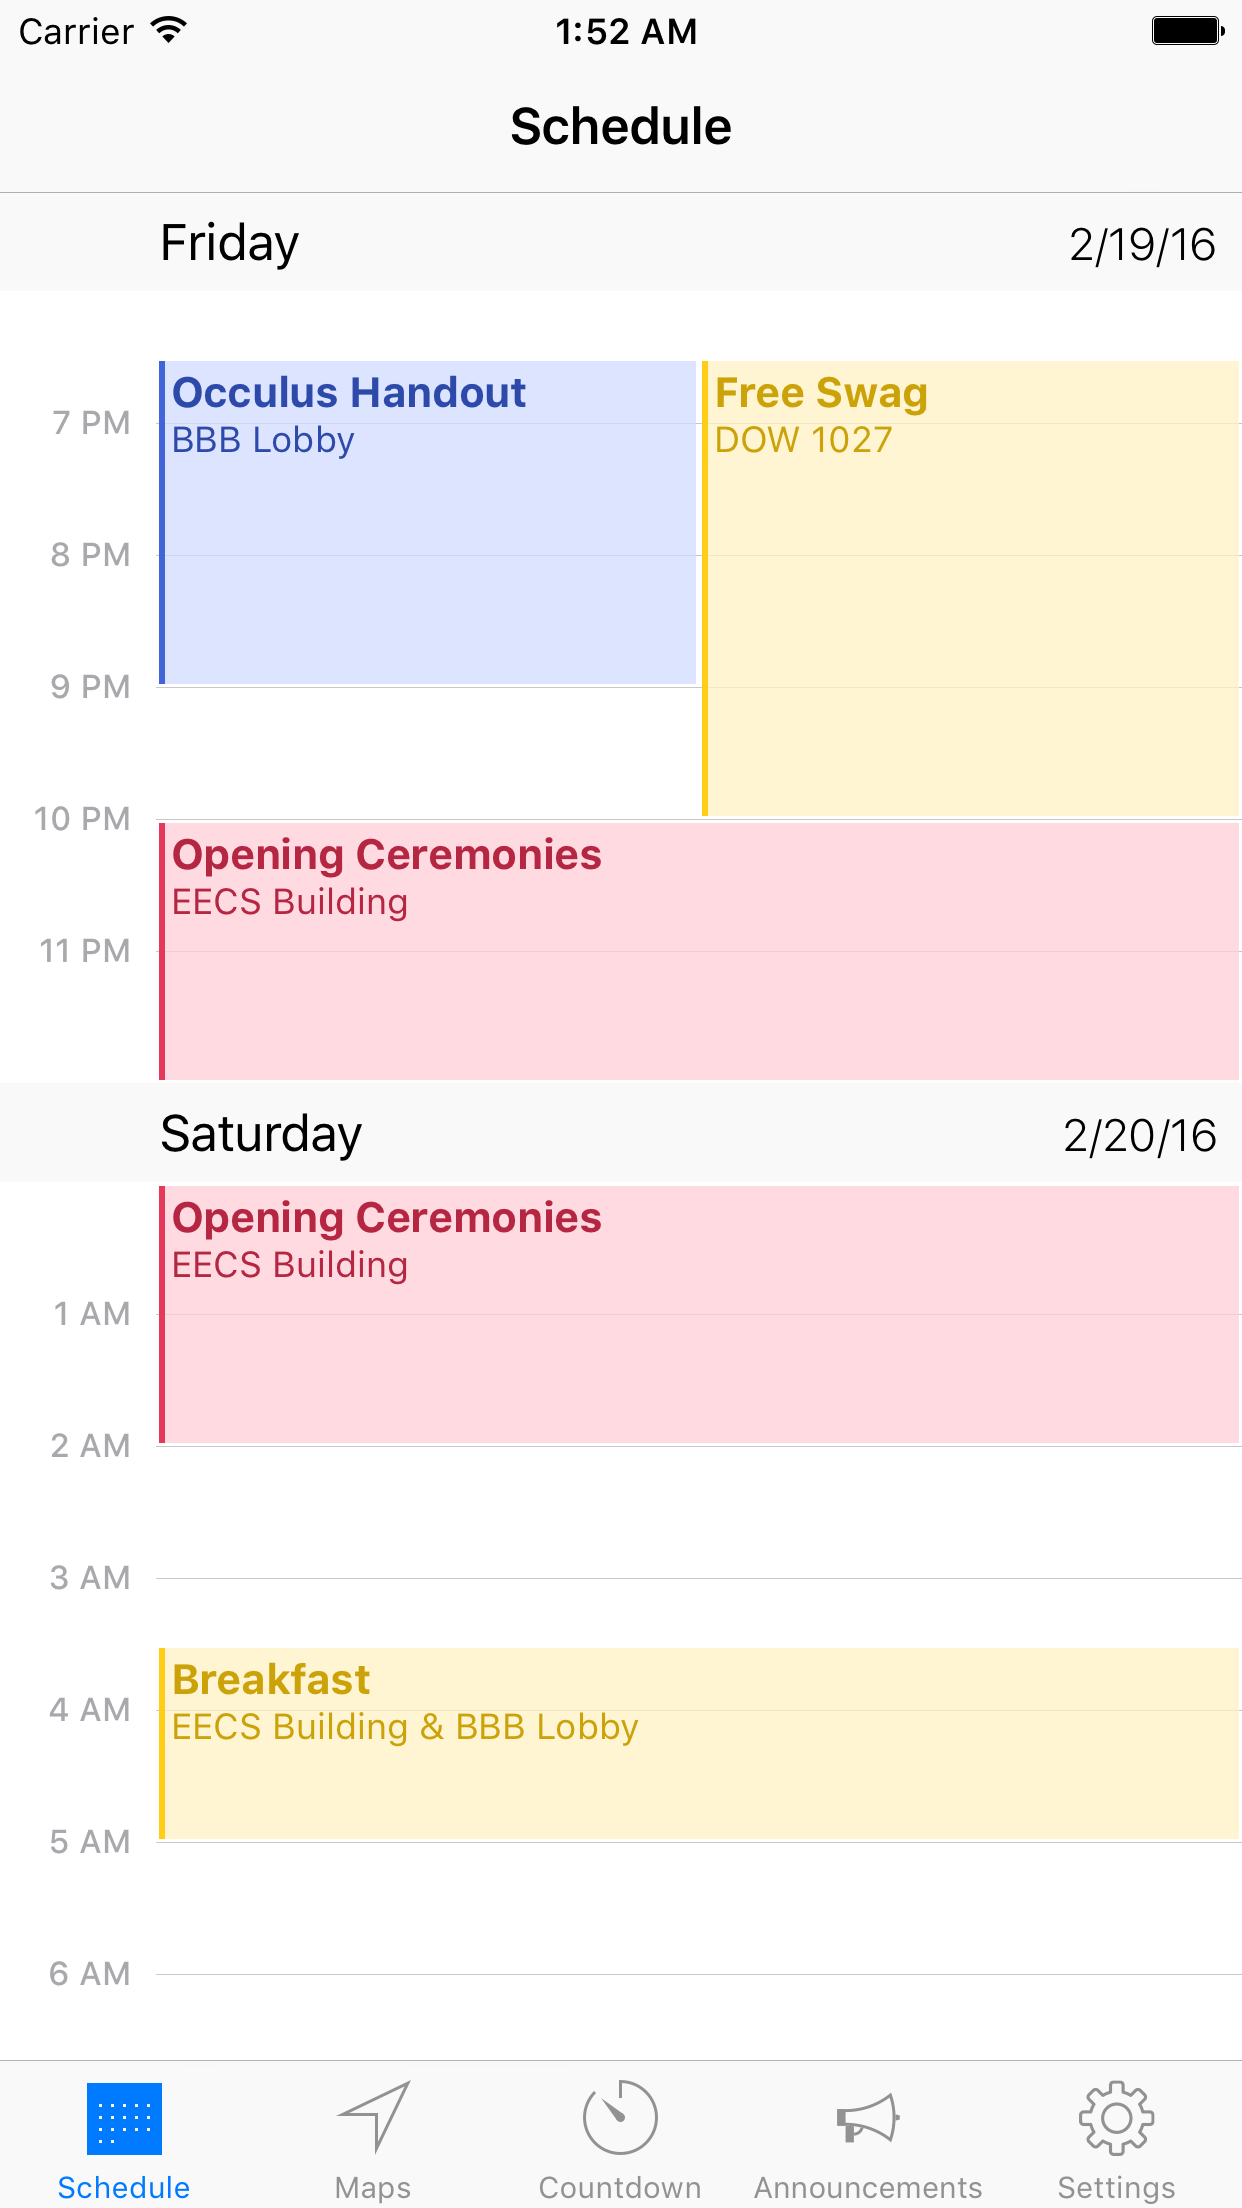 Carrier 1:52 AM
Schedule
Friday 2/19/16
Occulus Handout
BBB Lobby
Free Swag
DOW 1027
7 PM
8 PM
9 PM
10 PM
Opening Ceremonies
EECS Building
11 PM
Saturday 2/20/16
Opening Ceremonies
EECS Building
1 AM
2 AM
3 AM
Breakfast
4 AM
EECS Building & BBB Lobby
5 AM
6 AM
Schedule Maps Countdown Announcements Settings